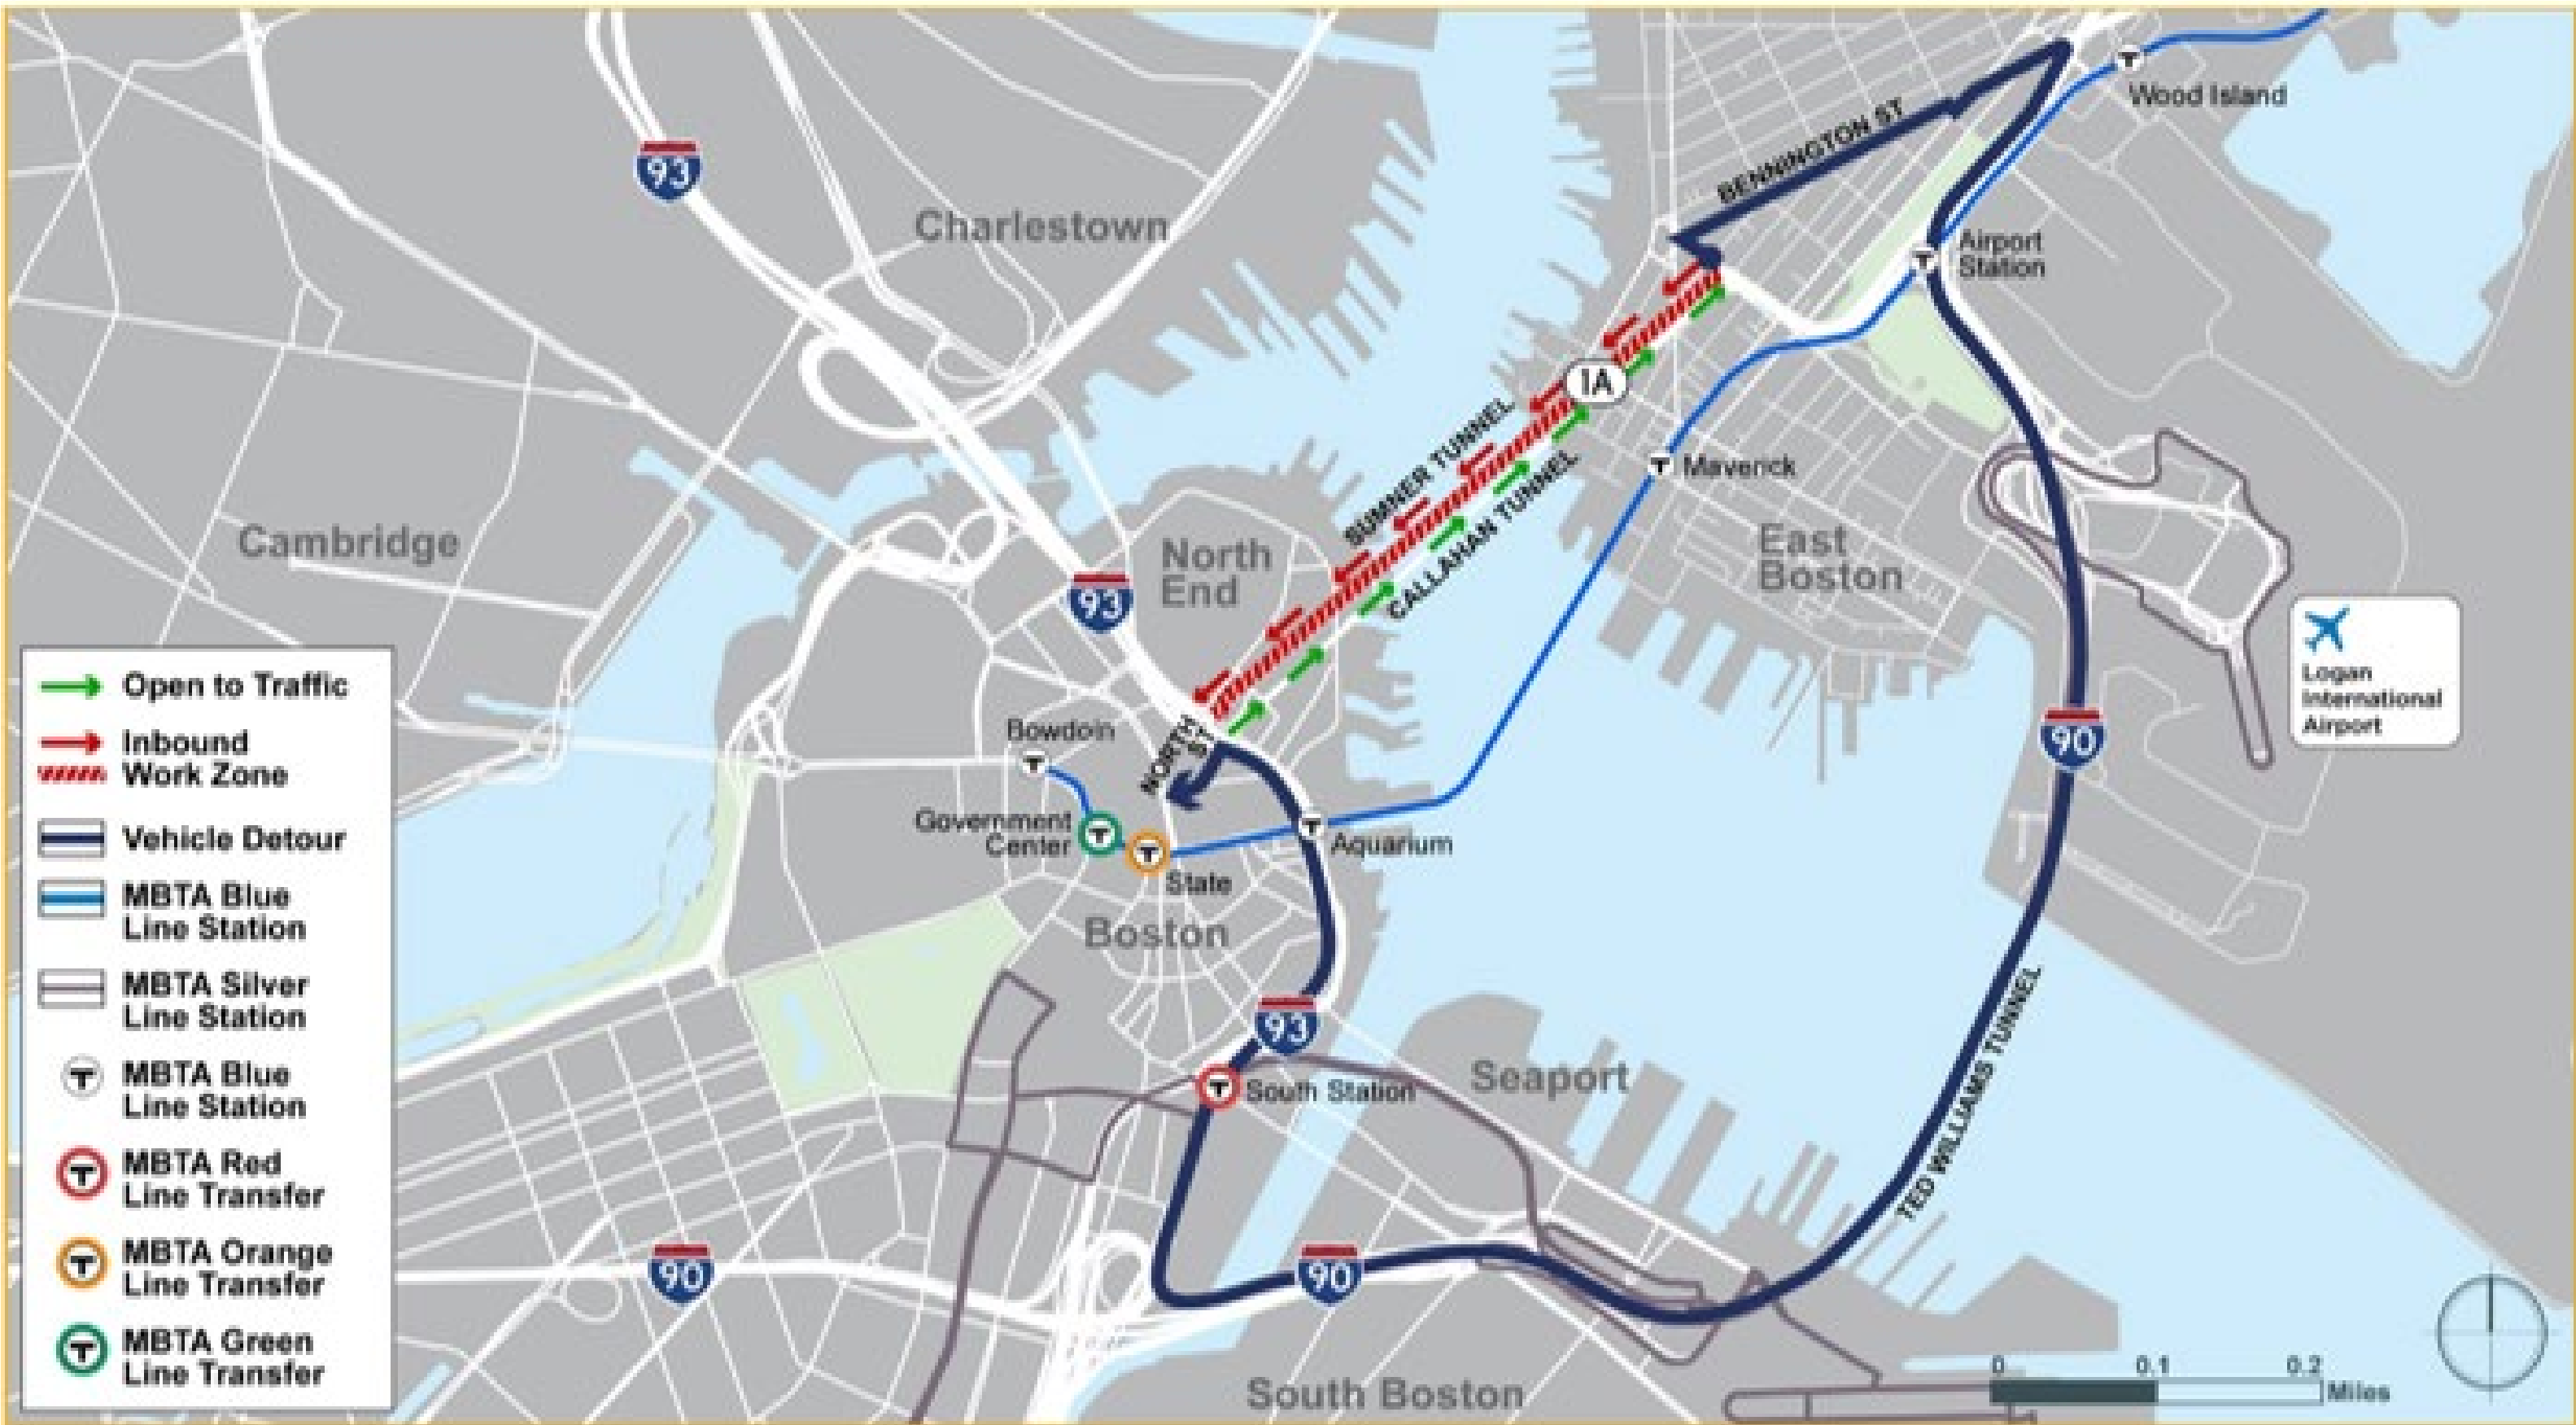 93
Charlestown
BENNINGTON ST
Wood Island
Airport
Station
1A
SUMNER TUNNEL
CALLAHAN TUNNEL
Maverick
Cambridge
North
End
93
East
Boston
Logan
International
Airport
90
NORTH
ST
Bowdoin
T
Government
Center
T
T
State
T
Aquarium
Boston
93
T
South Station
Seaport
TED WILLIAMS TUNNEL
90
90
South Boston
T
T
T
Open to Traffic
Inbound
Work Zone
Vehicle Detour
MBTA Blue
Line Station
MBTA Silver
Line Station
T
MBTA Blue
Line Station
T
MBTA Red
Line Transfer
T
MBTA Orange
Line Transfer
T
MBTA Green
Line Transfer
0 0.1 0.2
Miles